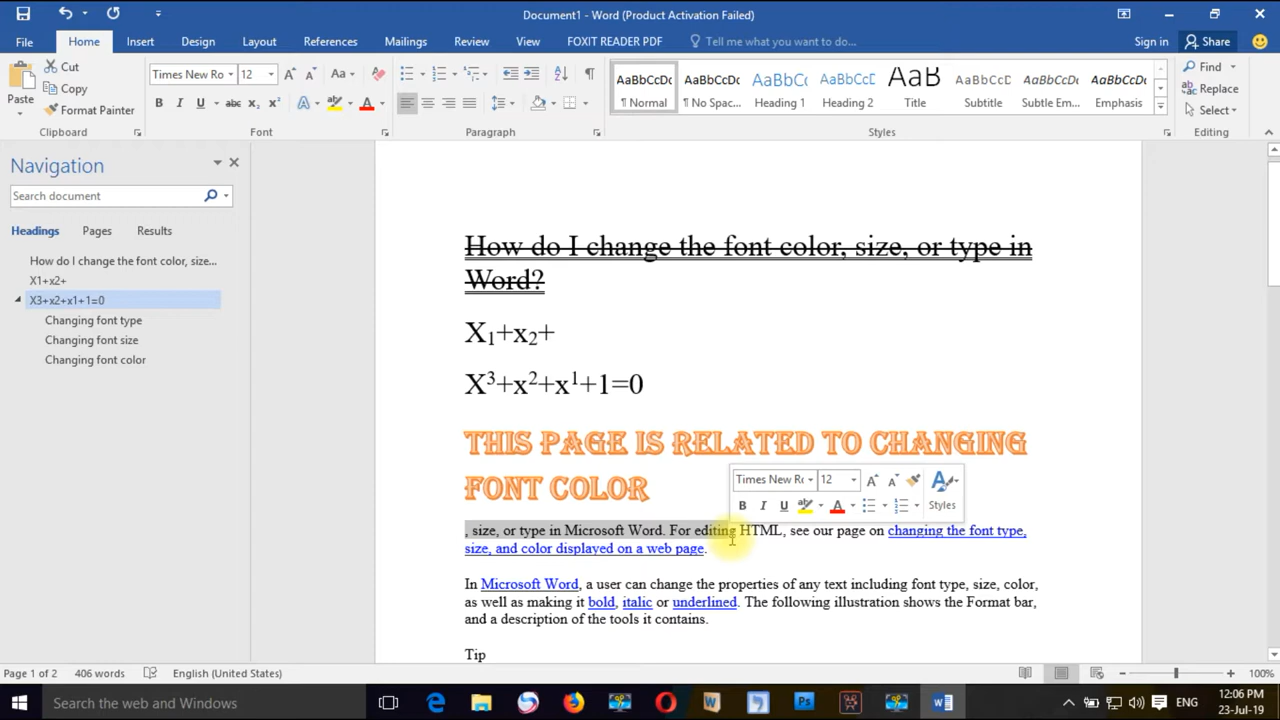 Document1 - Word (Product Activation Failed)
File Home Insert Design Layout References Mailings Review View FOXIT READER PDF Tell me what you want to do... Sign in Share
Paste Cut Copy Format Painter Clipboard
Times New Ro 12 A A Aa B I U abc X₂ X² A A Font
Paragraph
AaBbCcDc ¶ Normal
AaBbCcDc ¶ No Spac...
AaBbC Heading
AaBbCcD Heading 2
AaB Title
AaBbCcD Subtitle
AaBbCcDc Subtle Em...
AaBbCcDc Emphasis
Styles
Find
Replace
Select
Editing
Navigation
Search document
Headings Pages Results
How do I change the font color, size...
X1+x2+
X3+x2+x1+1=0
Changing font type
Changing font size
Changing font color
How do I change the font color, size, or type in
Word?
X₁+x₂+
X³+x²+x¹+1=0
THIS PAGE IS RELATED TO CHANGING
FONT COLOR
Times New Ro 12 A A
B I U A Styles
, size, or type in Microsoft Word. For editing HTML, see our page on changing the font type,
size, and color displayed on a web page.
In Microsoft Word, a user can change the properties of any text including font type, size, color,
as well as making it bold, italic or underlined. The following illustration shows the Format bar,
and a description of the tools it contains.
Tip
Page 1 of 2 406 words English (United States) 100%
Search the web and Windows ENG 12:06 PM
23-Jul-19